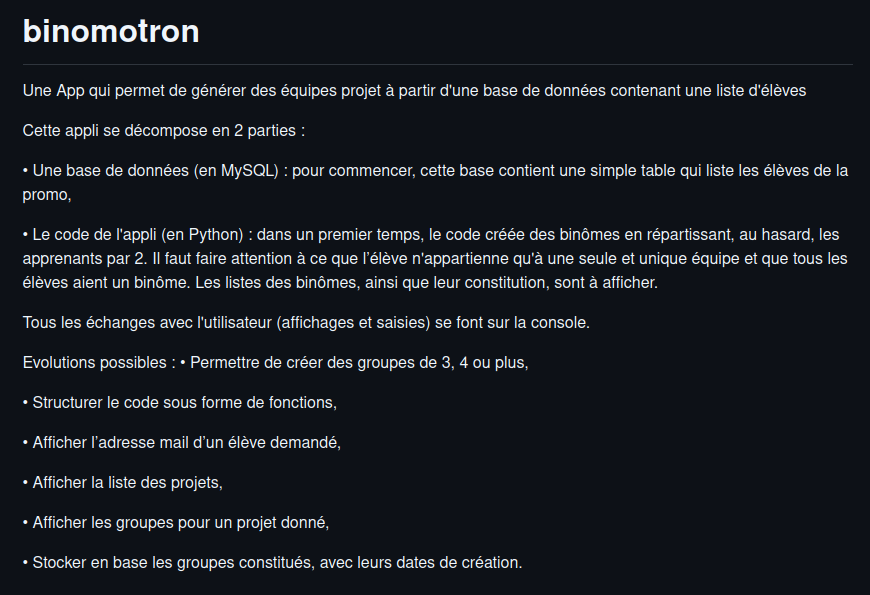 binomotron
Une App qui permet de générer des équipes projet à partir d'une base de données contenant une liste d'élèves
Cette appli se décompose en 2 parties :
• Une base de données (en MySQL) : pour commencer, cette base contient une simple table qui liste les élèves de la
promo,
• Le code de l'appli (en Python) : dans un premier temps, le code créée des binômes en répartissant, au hasard, les
apprenants par 2. Il faut faire attention à ce que l’élève n'appartienne qu'à une seule et unique équipe et que tous les
élèves aient un binôme. Les listes des binômes, ainsi que leur constitution, sont à afficher.
Tous les échanges avec l'utilisateur (affichages et saisies) se font sur la console.
Evolutions possibles : • Permettre de créer des groupes de 3, 4 ou plus,
• Structurer le code sous forme de fonctions,
• Afficher l’adresse mail d’un élève demandé,
• Afficher la liste des projets,
• Afficher les groupes pour un projet donné,
• Stocker en base les groupes constitués, avec leurs dates de création.